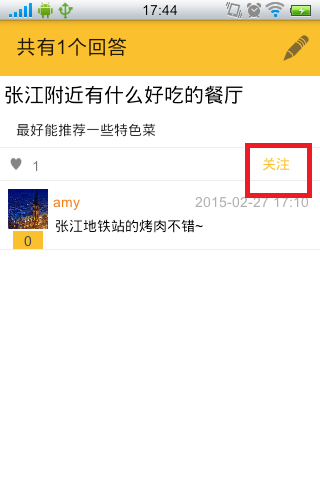 17:44
共有1个回答
张江附近有什么好吃的餐厅
最好能推荐一些特色菜
1 关注
amy 2015-02-27 17:10
张江地铁站的烤肉不错~
0